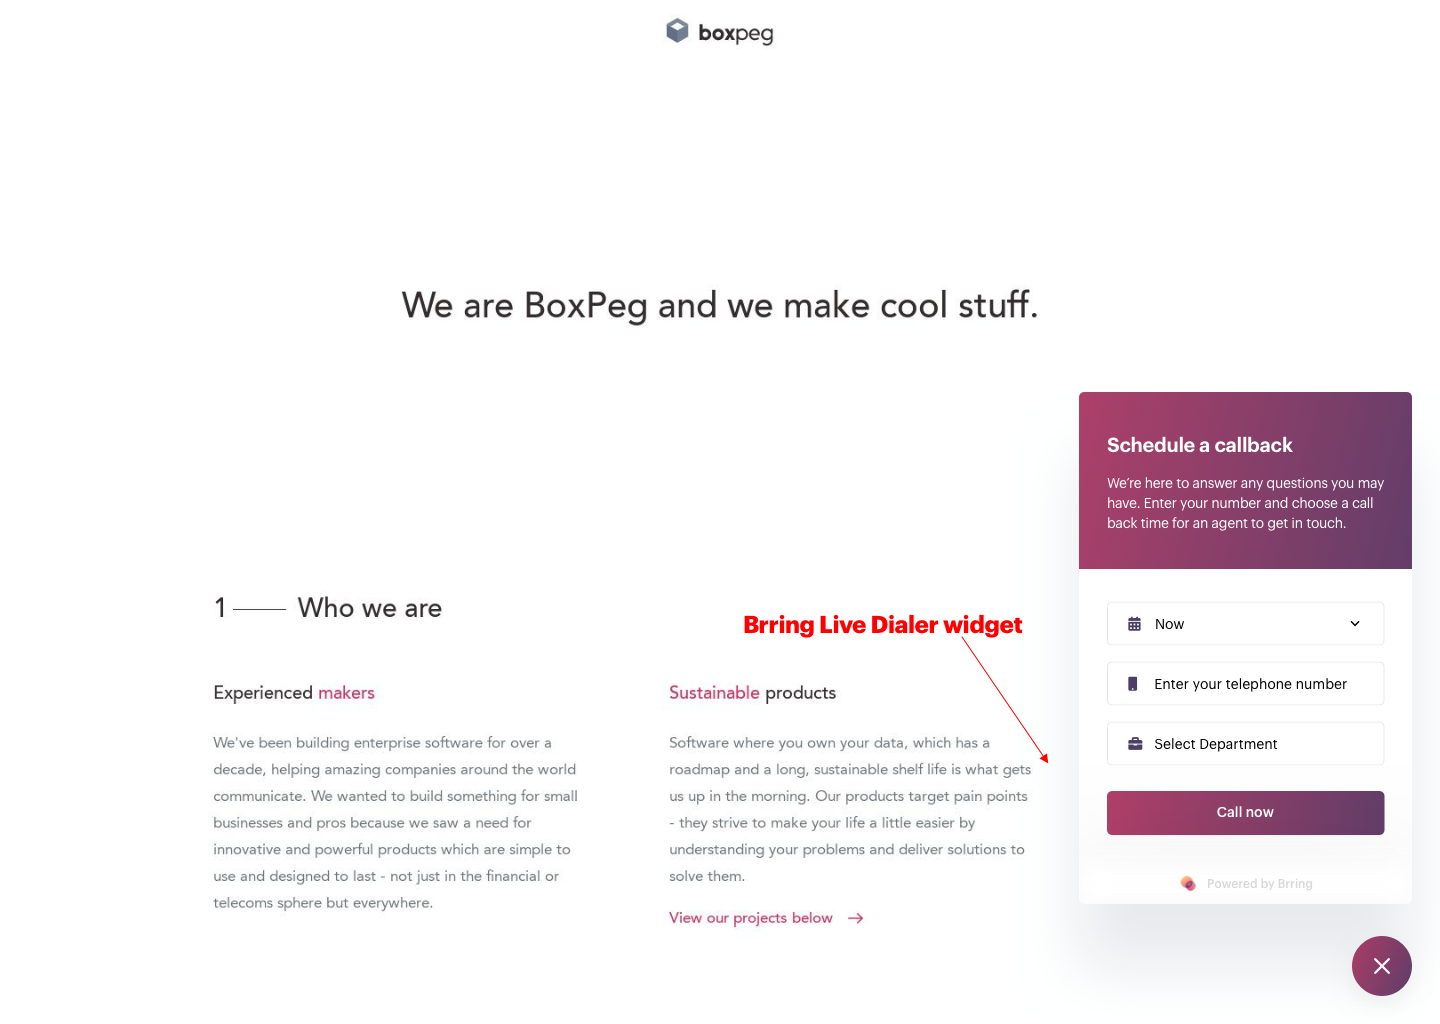 boxpeg
We are BoxPeg and we make cool stuff.
Schedule a callback
We're here to answer any questions you may
have. Enter your number and choose a call
back time for an agent to get in touch.
1 Who we are
Brring Live Dialer widget
Now
Enter your telephone number
Select Department
Call now
Powered by Brring
Experienced makers
We've been building enterprise software for over a
decade, helping amazing companies around the world
communicate. We wanted to build something for small
businesses and pros because we saw a need for
innovative and powerful products which are simple to
use and designed to last - not just in the financial or
telecoms sphere but everywhere.
Sustainable products
Software where you own your data, which has a
roadmap and a long, sustainable shelf life is what gets
us up in the morning. Our products target pain points
- they strive to make your life a little easier by
understanding your problems and deliver solutions to
solve them.
View our projects below